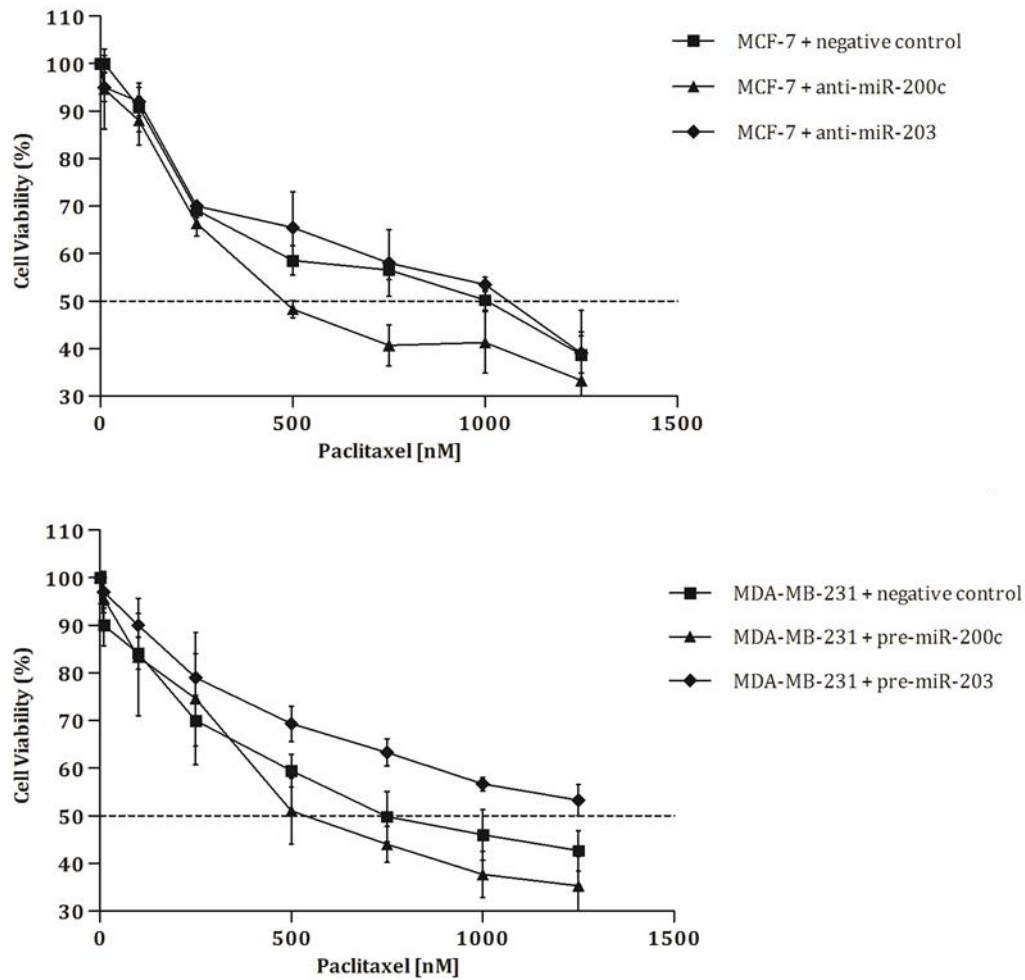 110
100
90
80
70
60
50
40
30
Cell Viability (%)
0
500
1000
1500
Paclitaxel [nM]
MCF-7 + negative control
MCF-7 + anti-miR-200c
MCF-7 + anti-miR-203
110
100
90
80
70
60
50
40
30
Cell Viability (%)
0
500
1000
1500
Paclitaxel [nM]
MDA-MB-231 + negative control
MDA-MB-231 + pre-miR-200c
MDA-MB-231 + pre-miR-203